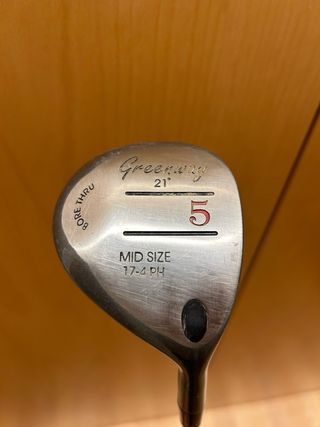 Greenway
21°
BORE THRU
5
MID SIZE
17-4 PH